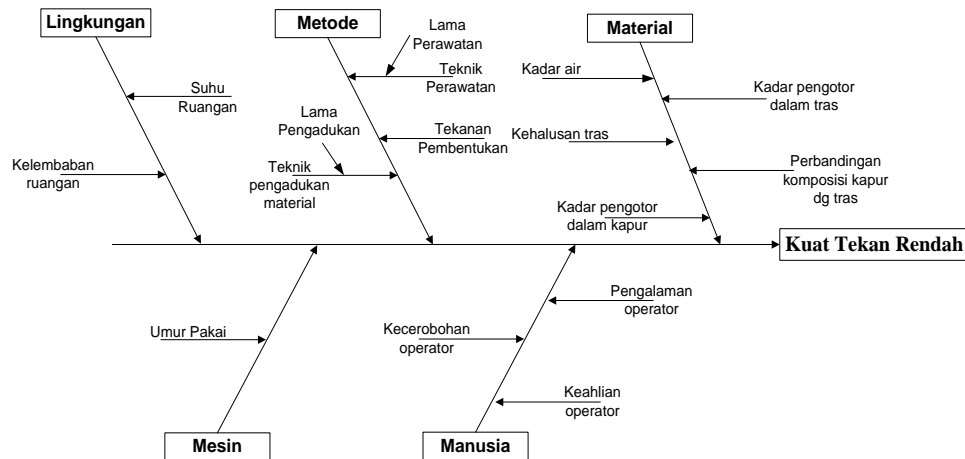 Lingkungan
Metode
Material
Lama
Perawatan
Teknik
Perawatan
Kadar air
Kadar pengotor
dalam tras
Suhu
Ruangan
Lama
Pengadukan
Tekanan
Pembentukan
Kehalusan tras
Kelembaban
ruangan
Teknik
pengadukan
material
Perbandingan
komposisi kapur
dg tras
Kadar pengotor
dalam kapur
Kuat Tekan Rendah
Pengalaman
operator
Umur Pakai
Kecerobohan
operator
Keahlian
operator
Mesin
Manusia